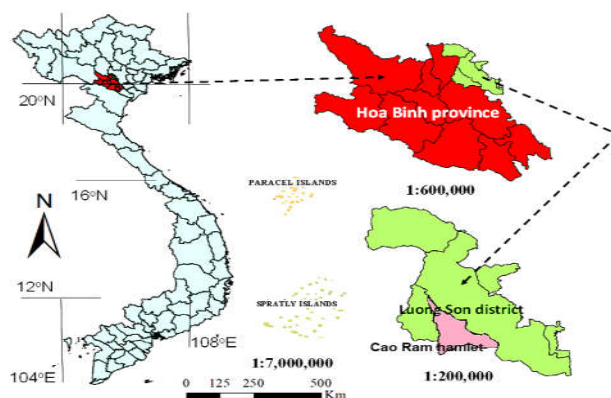 20°N
Hoa Binh province
PARACEL ISLANDS
1:600,000
16°N
N
12°N
SPRATLY ISLANDS
Luong Son district
108°E
Cao Ram hamlet
104°E
1:7,000,000
1:200,000
0 125 250 500
Km